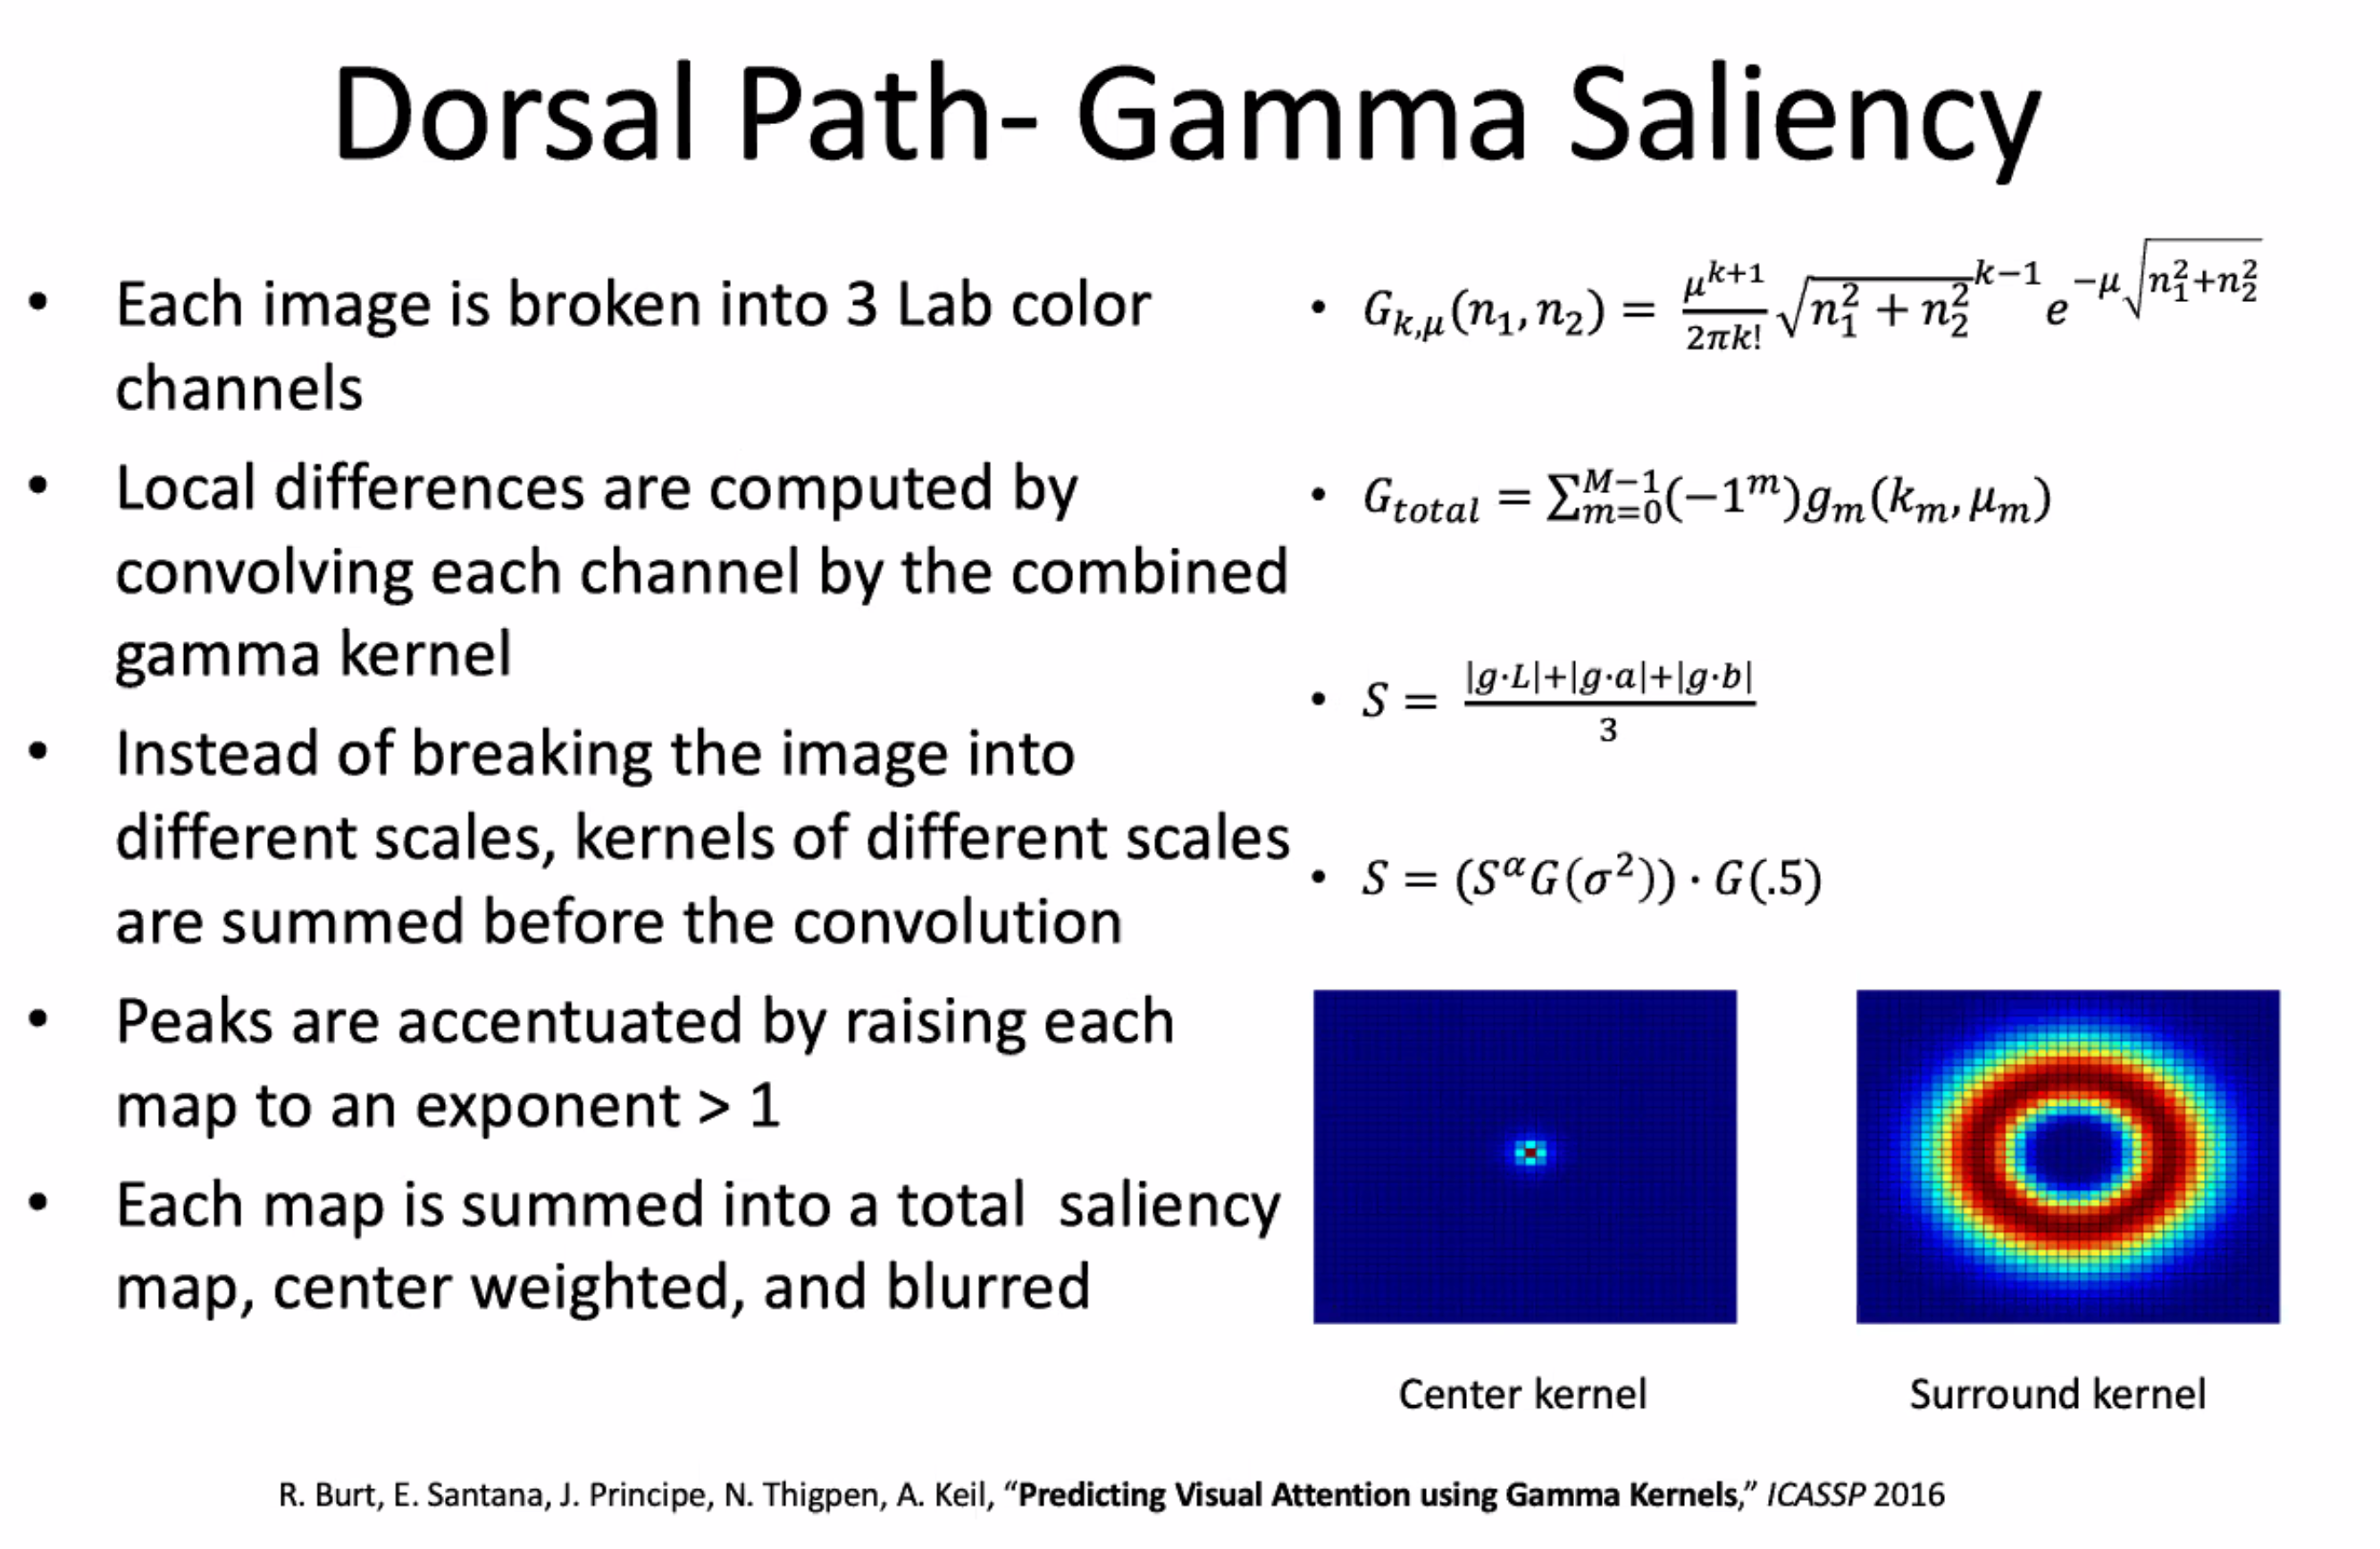 Dorsal Path- Gamma Saliency
• Each image is broken into 3 Lab color
channels
• Local differences are computed by
convolving each channel by the combined
gamma kernel
• Instead of breaking the image into
different scales, kernels of different scales
are summed before the convolution
• Peaks are accentuated by raising each
map to an exponent > 1
• Each map is summed into a total saliency
map, center weighted, and blurred
• $G_{k,\mu}(n_1, n_2) = \frac{\mu^{k+1}}{2\pi k!} \sqrt{n_1^2 + n_2^2}^{k-1} e^{-\mu\sqrt{n_1^2+n_2^2}}$
• $G_{total} = \sum_{m=0}^{M-1}(-1^m)g_m(k_m, \mu_m)$
• $S = \frac{|g \cdot L|+|g \cdot a|+|g \cdot b|}{3}$
• $S = (S^\alpha G(\sigma^2)) \cdot G(.5)$
Center kernel
Surround kernel
R. Burt, E. Santana, J. Principe, N. Thigpen, A. Keil, “Predicting Visual Attention using Gamma Kernels,” ICASSP 2016